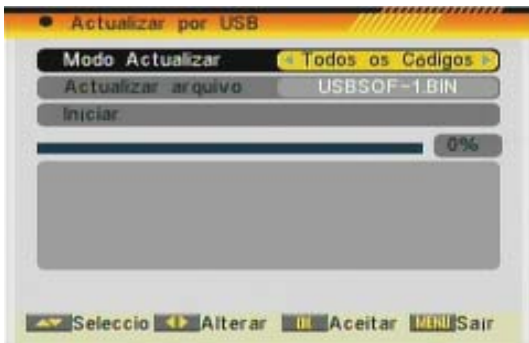 Actualizar por USB
Modo Actualizar Todos os Códigos
Actualizar arquivo USBSOF~1.BIN
Iniciar
0%
Seleccio Alterar OK Aceitar MENU Sair